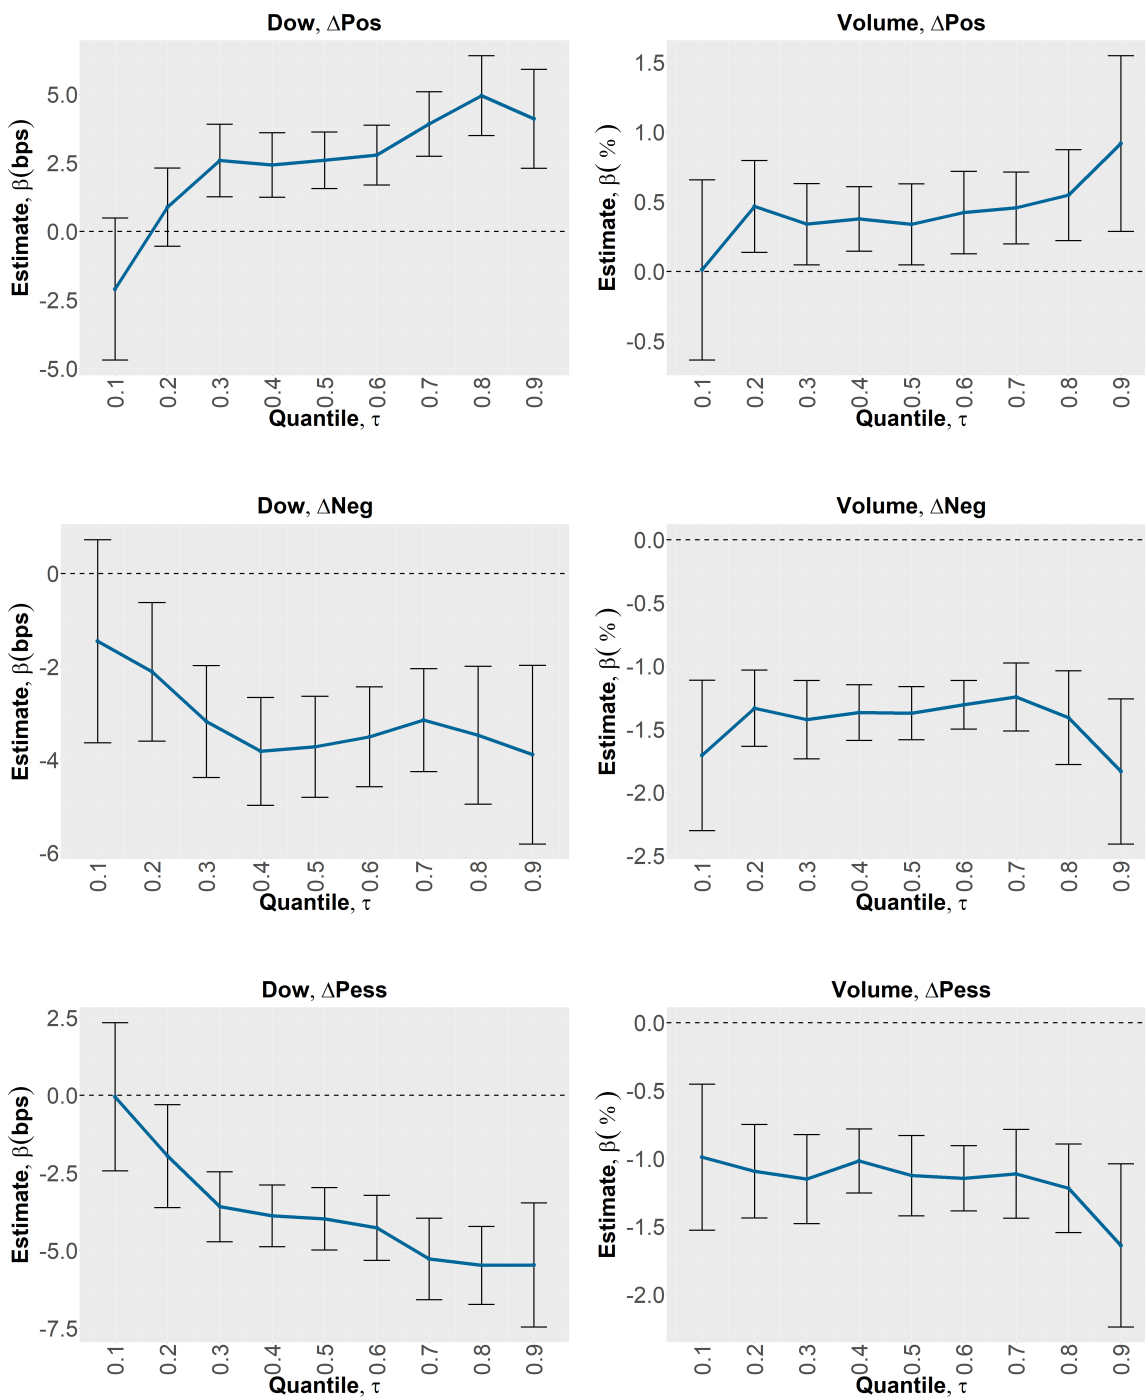 Dow, ΔPos
Estimate, β(bps)
5.0
2.5
0.0
-2.5
-5.0
0.1 0.2 0.3 0.4 0.5 0.6 0.7 0.8 0.9
Quantile, τ
Volume, ΔPos
Estimate, β( % )
1.5
1.0
0.5
0.0
-0.5
0.1 0.2 0.3 0.4 0.5 0.6 0.7 0.8 0.9
Quantile, τ
Dow, ΔNeg
Estimate, β(bps)
0
-2
-4
-6
0.1 0.2 0.3 0.4 0.5 0.6 0.7 0.8 0.9
Quantile, τ
Volume, ΔNeg
Estimate, β( % )
0.0
-0.5
-1.0
-1.5
-2.0
-2.5
0.1 0.2 0.3 0.4 0.5 0.6 0.7 0.8 0.9
Quantile, τ
Dow, ΔPess
Estimate, β(bps)
2.5
0.0
-2.5
-5.0
-7.5
0.1 0.2 0.3 0.4 0.5 0.6 0.7 0.8 0.9
Quantile, τ
Volume, ΔPess
Estimate, β( % )
0.0
-0.5
-1.0
-1.5
-2.0
0.1 0.2 0.3 0.4 0.5 0.6 0.7 0.8 0.9
Quantile, τ